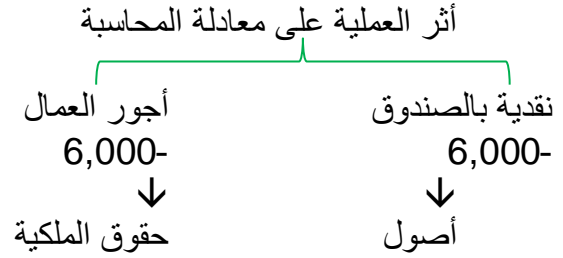 أثر العملية على معادلة المحاسبة
نقدية بالصندوق أجور العمال
6,000- 6,000-
↓ ↓
أصول حقوق الملكية